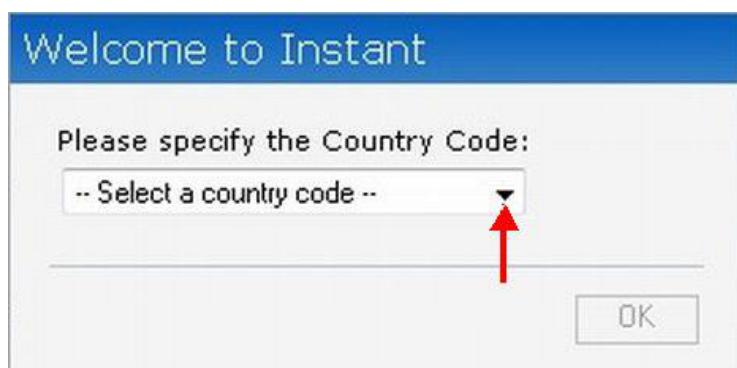 Welcome to Instant
Please specify the Country Code:
-- Select a country code --
OK